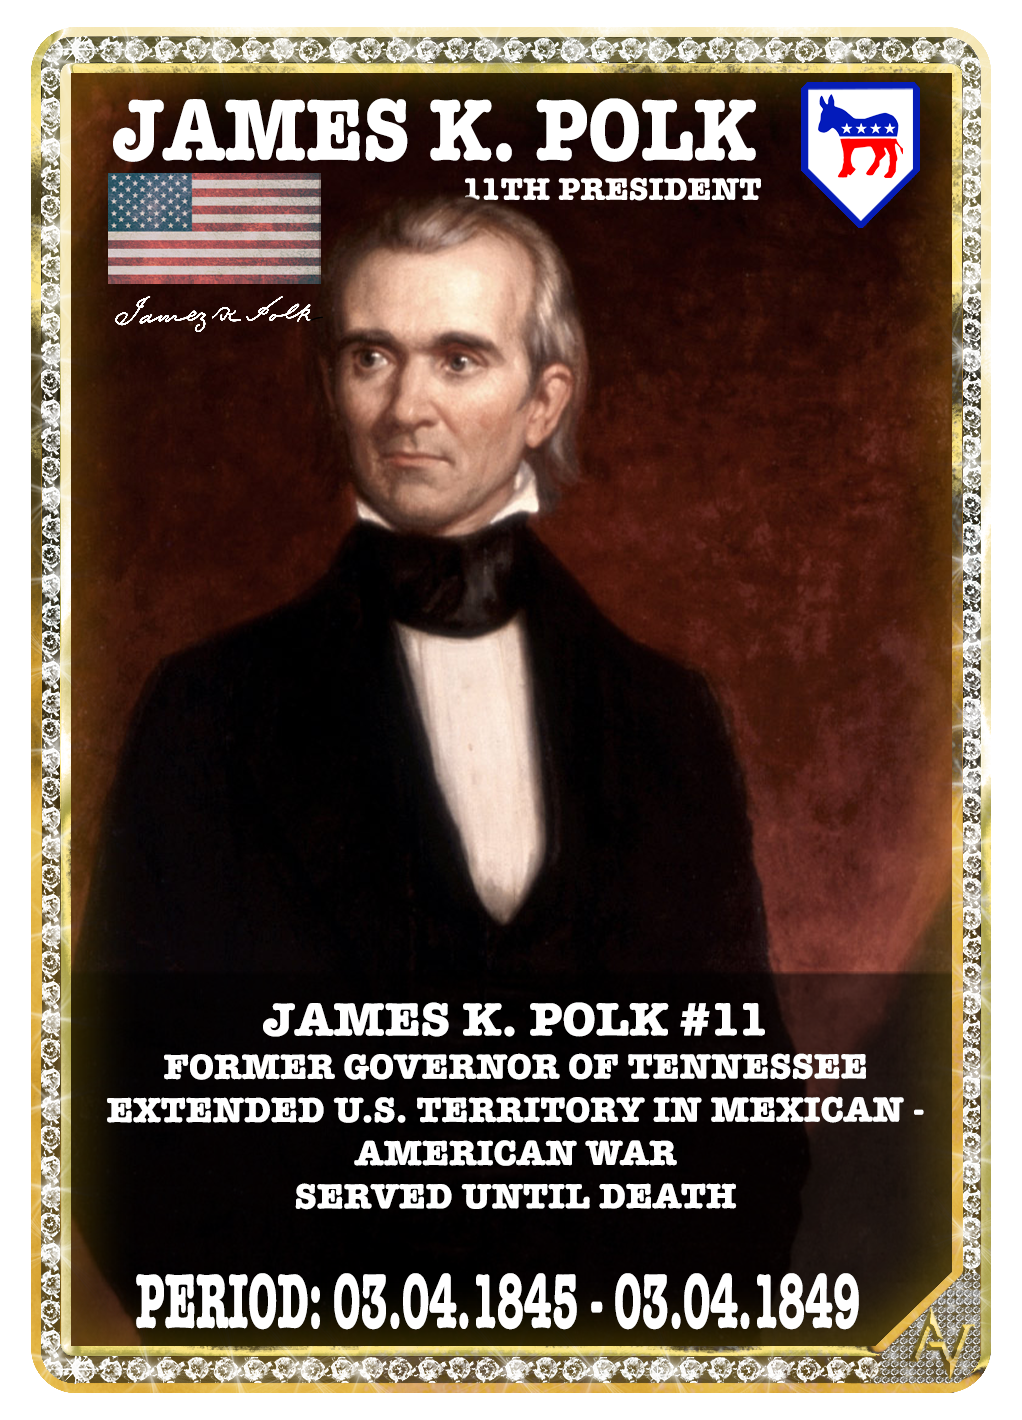 JAMES K. POLK
11TH PRESIDENT
James K Polk
JAMES K. POLK #11
FORMER GOVERNOR OF TENNESSEE
EXTENDED U.S. TERRITORY IN MEXICAN -
AMERICAN WAR
SERVED UNTIL DEATH
PERIOD: 03.04.1845 - 03.04.1849
AV